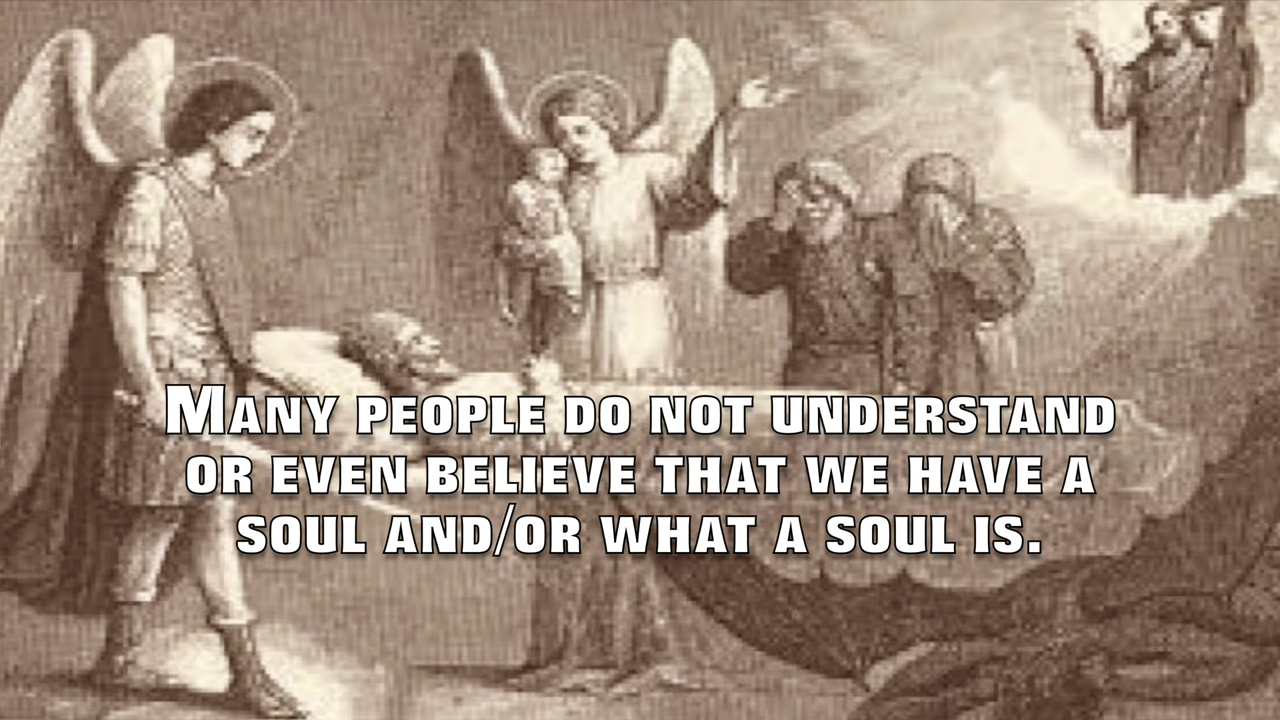 Many people do not understand
or even believe that we have a
soul and/or what a soul is.